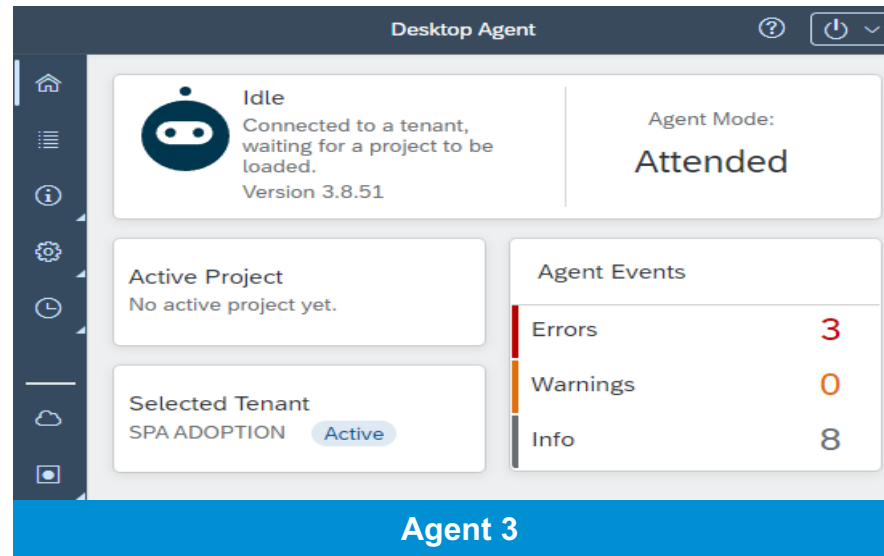 Desktop Agent
Idle
Connected to a tenant,
waiting for a project to be
loaded.
Version 3.8.51
Agent Mode:
Attended
Active Project
No active project yet.
Selected Tenant
SPA ADOPTION Active
Agent Events
Errors 3
Warnings 0
Info 8
Agent 3